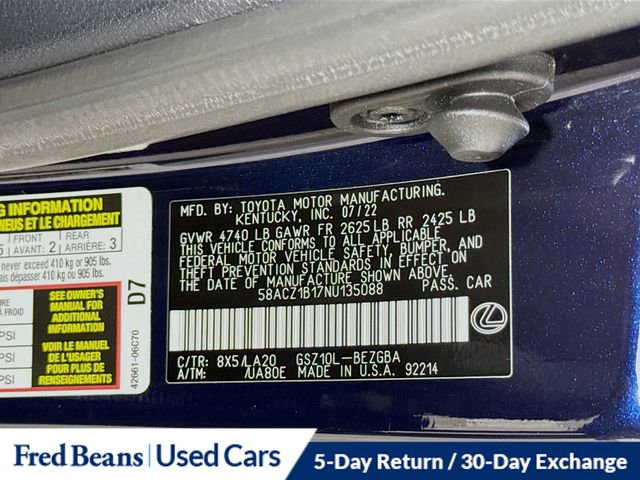 G INFORMATION
NEUS ET LE CHARGEMENT
5 FRONT REAR
AVANT: 2 ARRIÈRE: 3
never exceed 410 kg or 905 lbs.
is dépasser 410 kg ou 905 lbs.
SEE OWNER'S MANUAL FOR ADDITIONAL INFORMATION
À FROID
PSI
VOIR LE MANUEL DE L'USAGER POUR PLUS DE RENSEIGNEMENTS
PSI
PSI
D7
42661-06C70
MFD. BY: TOYOTA MOTOR MANUFACTURING.
KENTUCKY, INC. 07/22
GVWR 4740 LB GAWR FR 2625 LB RR 2425 LB
THIS VEHICLE CONFORMS TO ALL APPLICABLE
FEDERAL MOTOR VEHICLE SAFETY, BUMPER, AND
THEFT PREVENTION STANDARDS IN EFFECT ON
THE DATE OF MANUFACTURE SHOWN ABOVE.
58ACZ1B17NU135088 PASS. CAR
C/TR: 8X5/LA20 GSZ10L-BEZGBA
A/TM: /UA80E MADE IN U.S.A. 92214
Fred Beans | Used Cars
5-Day Return / 30-Day Exchange